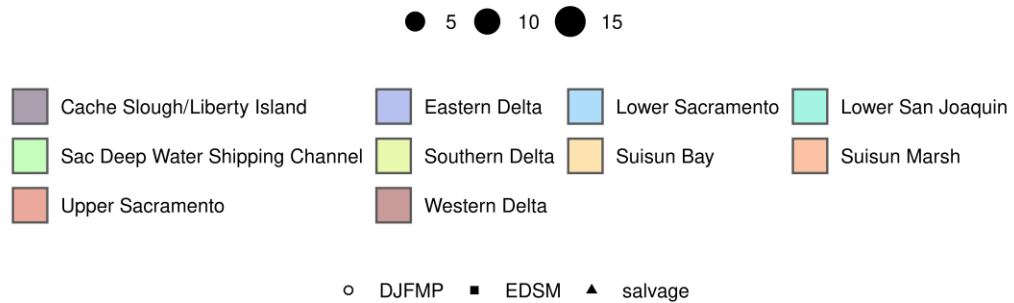 5 10 15
Cache Slough/Liberty Island Eastern Delta Lower Sacramento Lower San Joaquin
Sac Deep Water Shipping Channel Southern Delta Suisun Bay Suisun Marsh
Upper Sacramento Western Delta
DJFMP EDSM salvage